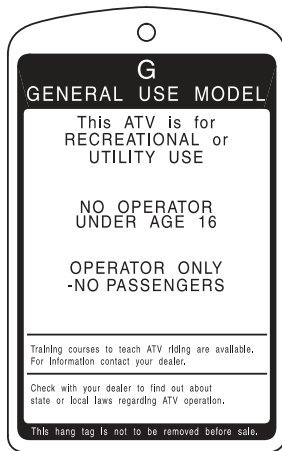 G
GENERAL USE MODEL
This ATV is for
RECREATIONAL or
UTILITY USE
NO OPERATOR
UNDER AGE 16
OPERATOR ONLY
-NO PASSENGERS
Training courses to teach ATV riding are available.
For information contact your dealer.
Check with your dealer to find out about
state or local laws regarding ATV operation.
This hang tag is not to be removed before sale.